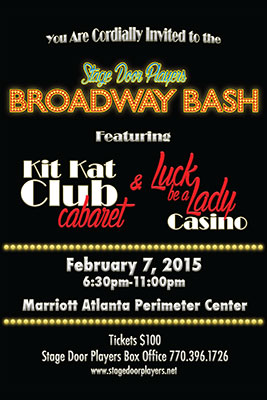 You Are Cordially Invited to the
Stage Door Players
BROADWAY BASH
Featuring
Kit Kat
Club
cabaret
&
Luck
be a
Lady
Casino
February 7, 2015
6:30pm-11:00pm
Marriott Atlanta Perimeter Center
Tickets $100
Stage Door Players Box Office 770.396.1726
www.stagedoorplayers.net